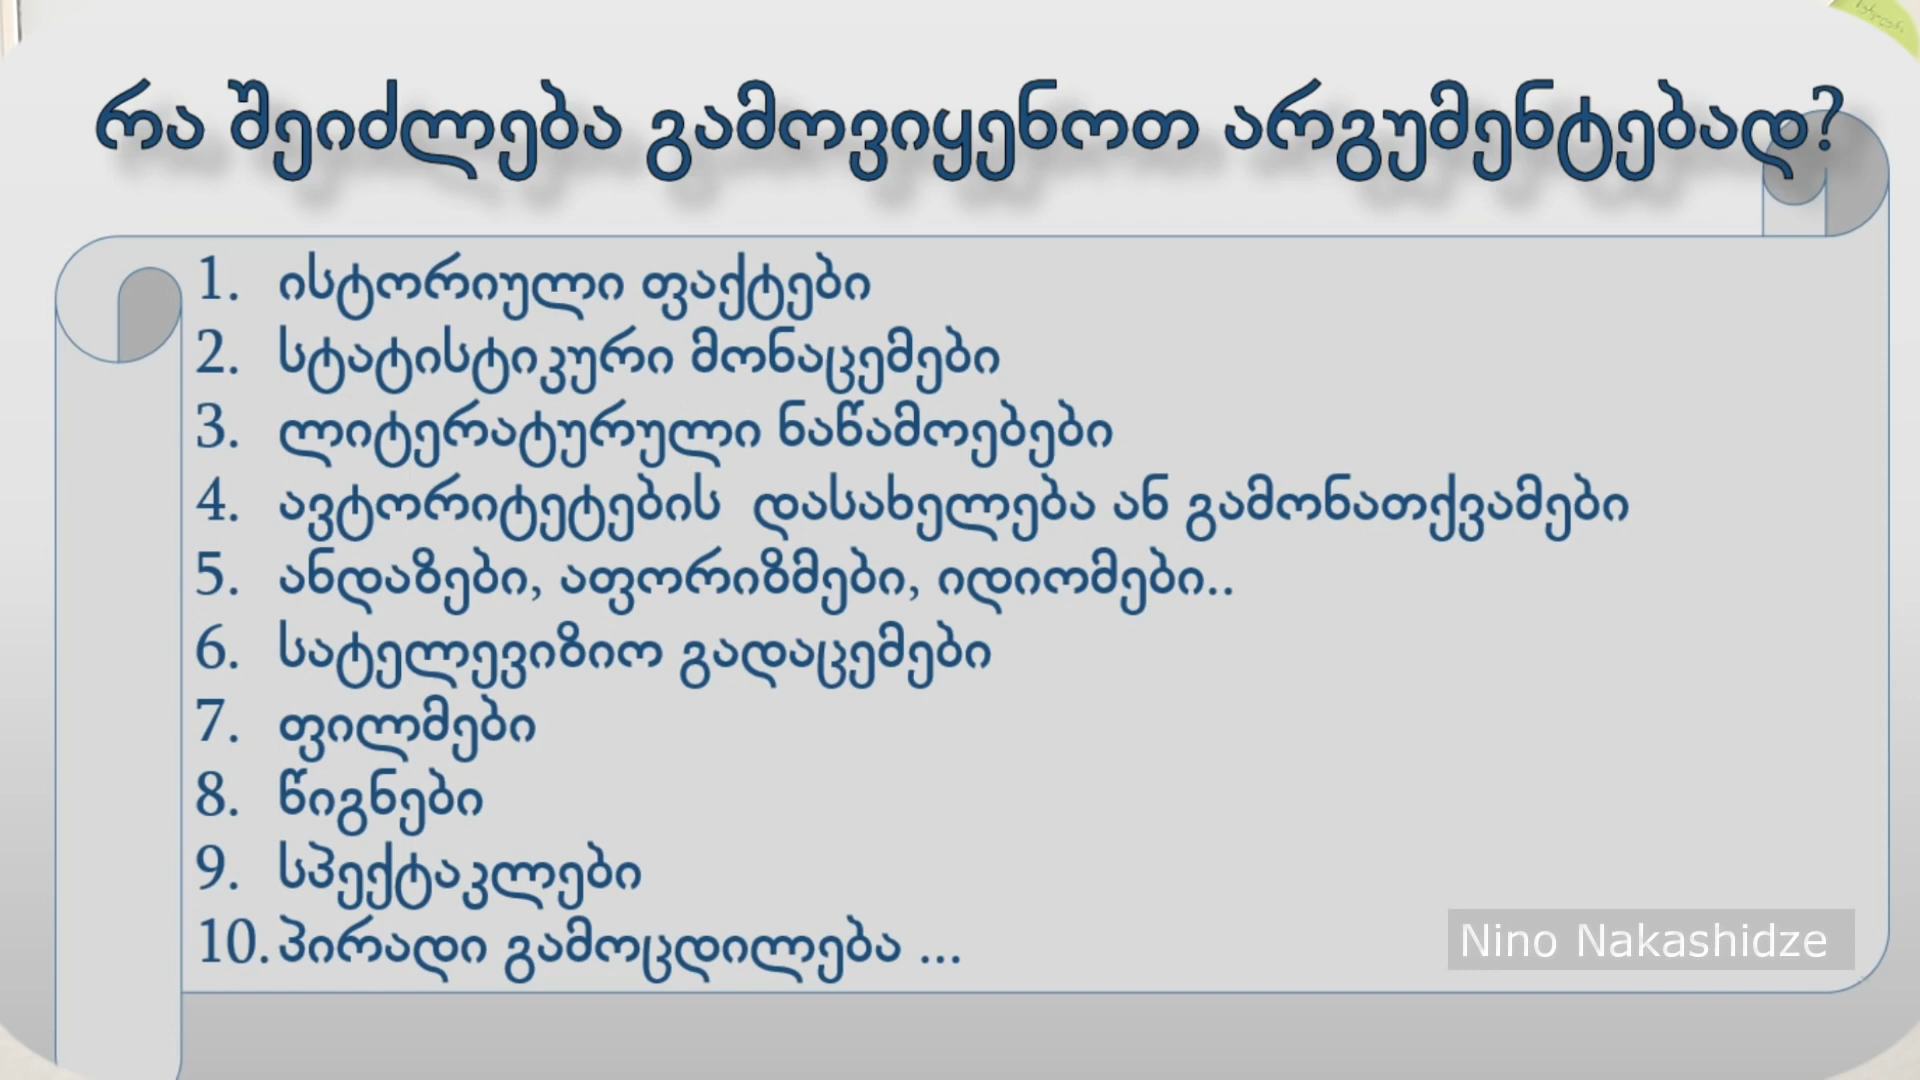 რა შეიძლება გამოვიყენოთ არგუმენტებად?
1. ისტორიული ფაქტები
2. სტატისტიკური მონაცემები
3. ლიტერატურული ნაწამოებები
4. ავტორიტეტების დასახელება ან გამონათქვამები
5. ანდაზები, აფორიზმები, იდიომები..
6. სატელევიზიო გადაცემები
7. ფილმები
8. წიგნები
9. სპექტაკლები
10. პირადი გამოცდილება ...
Nino Nakashidze